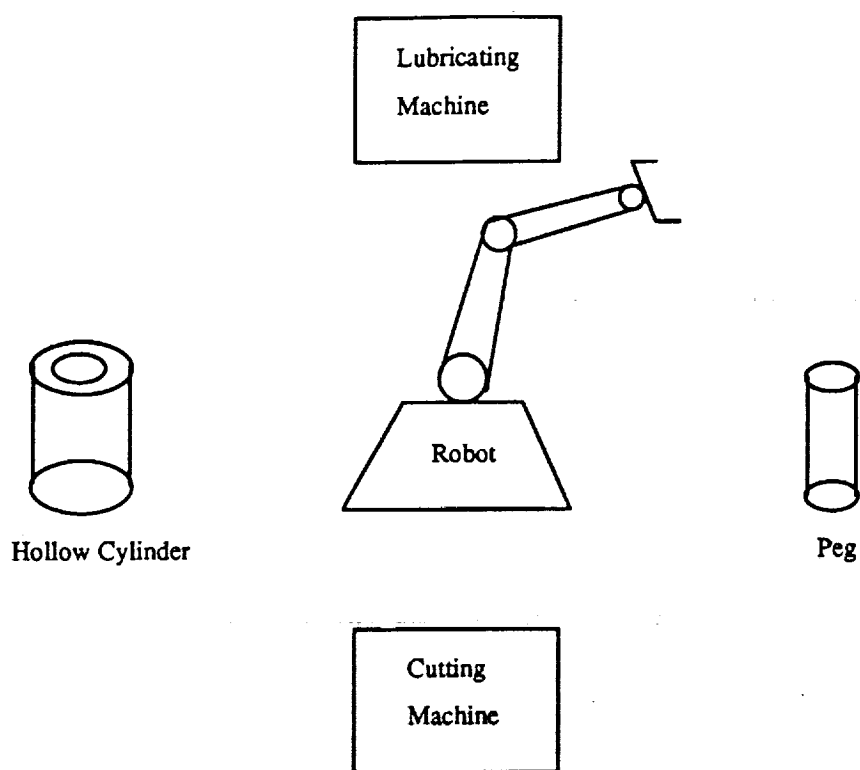 Lubricating
Machine
Robot
Hollow Cylinder
Peg
Cutting
Machine